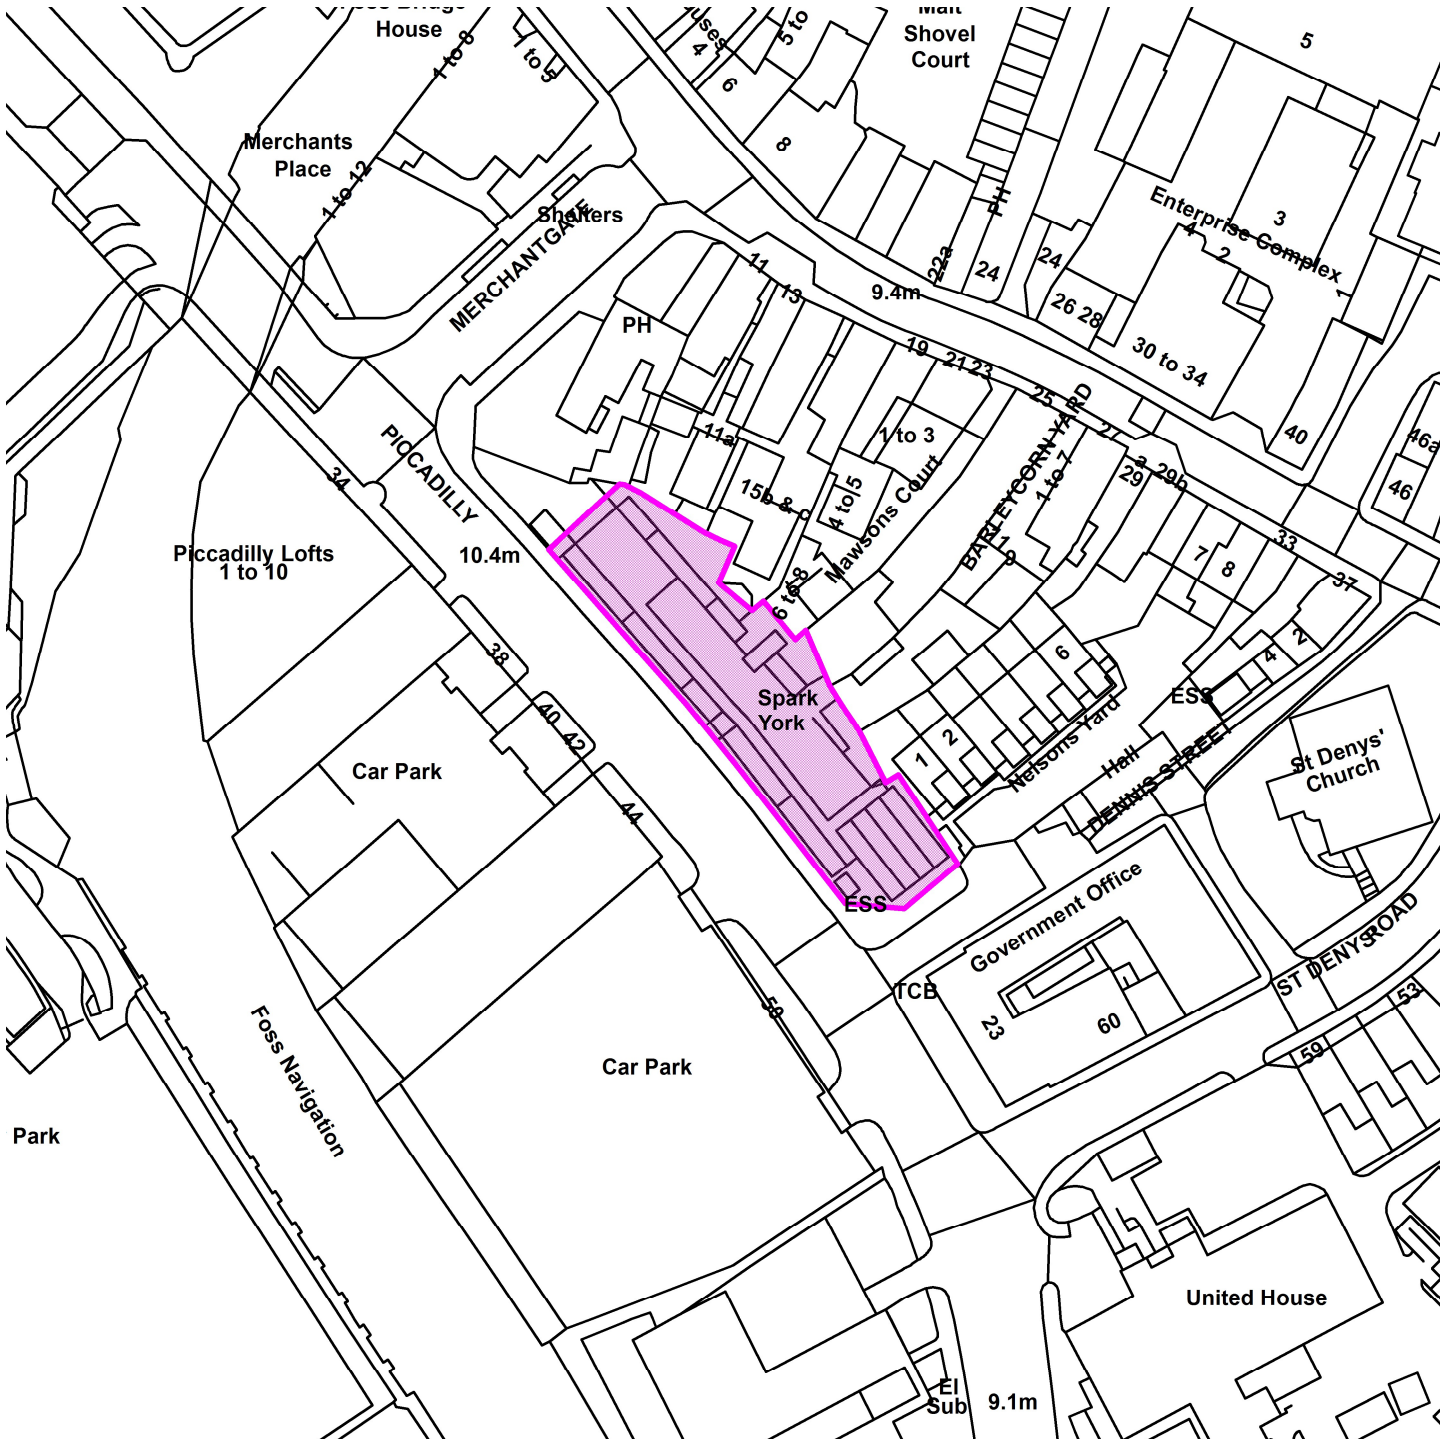 House
1 to 8
1 to 5
4
6
5 to
8
Malt
Shovel
Court
5
Merchants
Place
1 to 12
Shelters
MERCHANTGATE
PH
22a
24
24
26 28
9.4m
Enterprise Complex
4
2
3
1
30 to 34
40
46a
46
PH
11
13
19
21
23
25
11a
1 to 3
15b & c
4 to 5
Mawsons Court
6 to 8
BARLEYCORN YARD
1 to 7
27
a
29
29b
33
37
1
9
7
8
PICCADILLY
34
10.4m
Piccadilly Lofts
1 to 10
38
40
42
44
50
Car Park
Spark
York
ESS
1
2
6
Nelsons Yard
Hall
DENNIS STREET
ESS
4
2
St Denys'
Church
Government Office
23
60
TCB
ST DENYS' ROAD
53
59
Foss Navigation
Car Park
Park
United House
El
Sub
9.1m